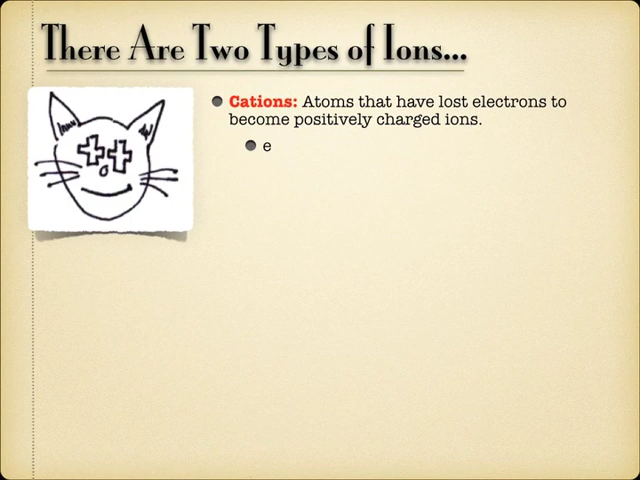 There Are Two Types of Ions...
Cations: Atoms that have lost electrons to
become positively charged ions.
e